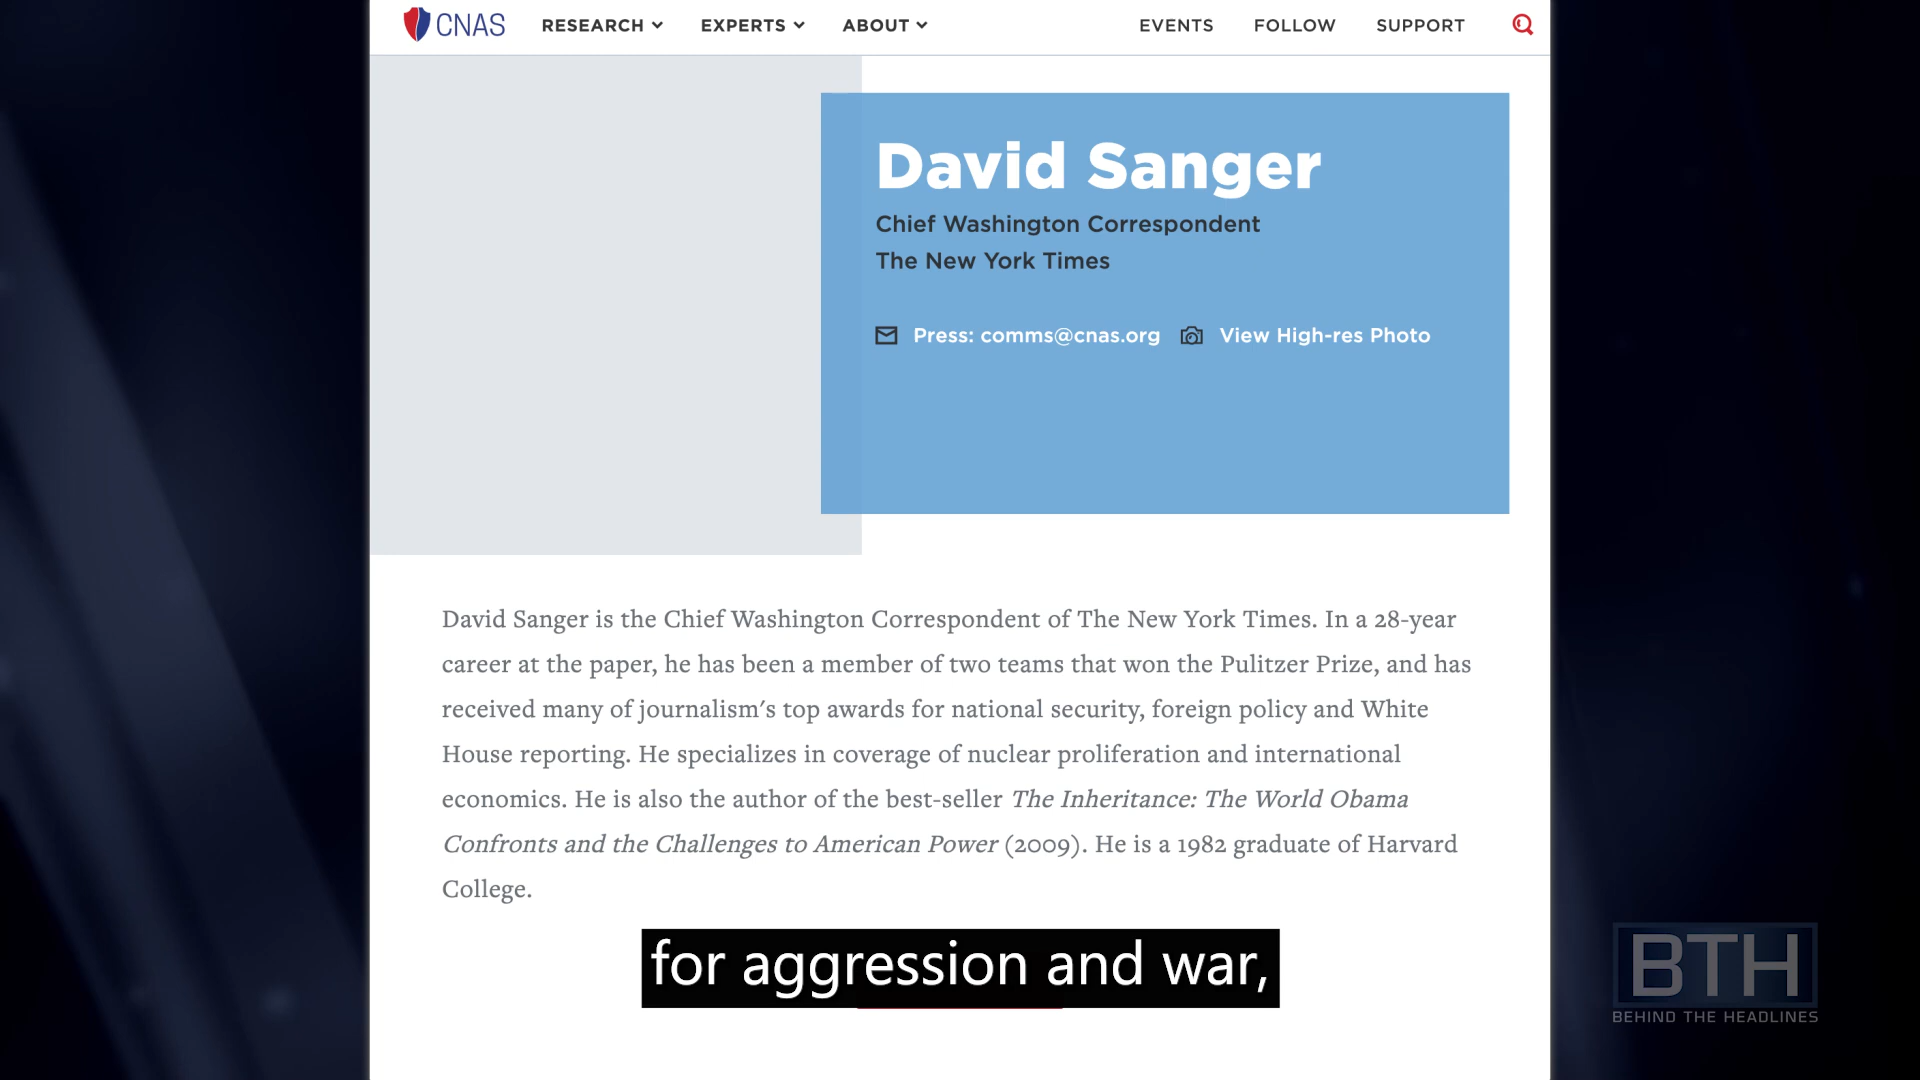 CNAS RESEARCH EXPERTS ABOUT EVENTS FOLLOW SUPPORT
David Sanger
Chief Washington Correspondent
The New York Times
Press: comms@cnas.org View High-res Photo
David Sanger is the Chief Washington Correspondent of The New York Times. In a 28-year
career at the paper, he has been a member of two teams that won the Pulitzer Prize, and has
received many of journalism's top awards for national security, foreign policy and White
House reporting. He specializes in coverage of nuclear proliferation and international
economics. He is also the author of the best-seller The Inheritance: The World Obama
Confronts and the Challenges to American Power (2009). He is a 1982 graduate of Harvard
College.
for aggression and war,
BTH
BEHIND THE HEADLINES